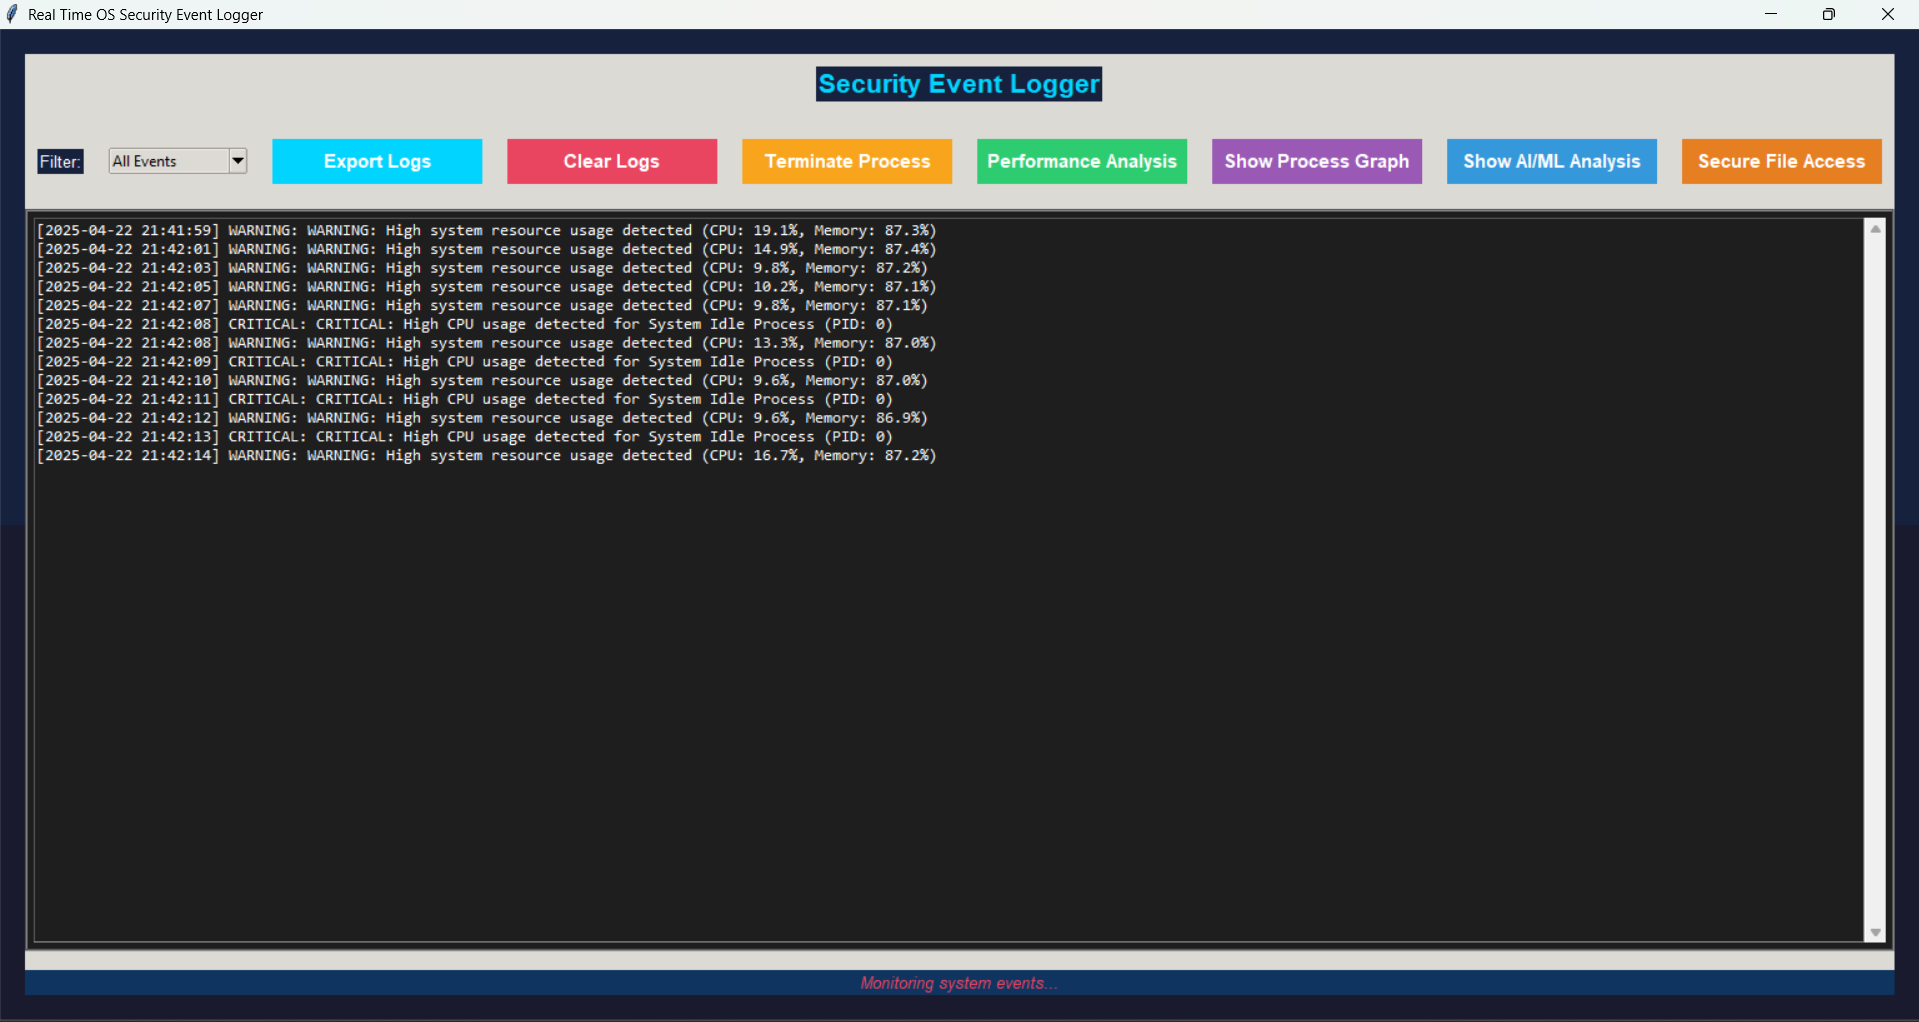 Real Time OS Security Event Logger
Security Event Logger
Filter: All Events Export Logs Clear Logs Terminate Process Performance Analysis Show Process Graph Show AI/ML Analysis Secure File Access
[2025-04-22 21:41:59] WARNING: WARNING: High system resource usage detected (CPU: 19.1%, Memory: 87.3%)
[2025-04-22 21:42:01] WARNING: WARNING: High system resource usage detected (CPU: 14.9%, Memory: 87.4%)
[2025-04-22 21:42:03] WARNING: WARNING: High system resource usage detected (CPU: 9.8%, Memory: 87.2%)
[2025-04-22 21:42:05] WARNING: WARNING: High system resource usage detected (CPU: 10.2%, Memory: 87.1%)
[2025-04-22 21:42:07] WARNING: WARNING: High system resource usage detected (CPU: 9.8%, Memory: 87.1%)
[2025-04-22 21:42:08] CRITICAL: CRITICAL: High CPU usage detected for System Idle Process (PID: 0)
[2025-04-22 21:42:08] WARNING: WARNING: High system resource usage detected (CPU: 13.3%, Memory: 87.0%)
[2025-04-22 21:42:09] CRITICAL: CRITICAL: High CPU usage detected for System Idle Process (PID: 0)
[2025-04-22 21:42:10] WARNING: WARNING: High system resource usage detected (CPU: 9.6%, Memory: 87.0%)
[2025-04-22 21:42:11] CRITICAL: CRITICAL: High CPU usage detected for System Idle Process (PID: 0)
[2025-04-22 21:42:12] WARNING: WARNING: High system resource usage detected (CPU: 9.6%, Memory: 86.9%)
[2025-04-22 21:42:13] CRITICAL: CRITICAL: High CPU usage detected for System Idle Process (PID: 0)
[2025-04-22 21:42:14] WARNING: WARNING: High system resource usage detected (CPU: 16.7%, Memory: 87.2%)
Monitoring system events...